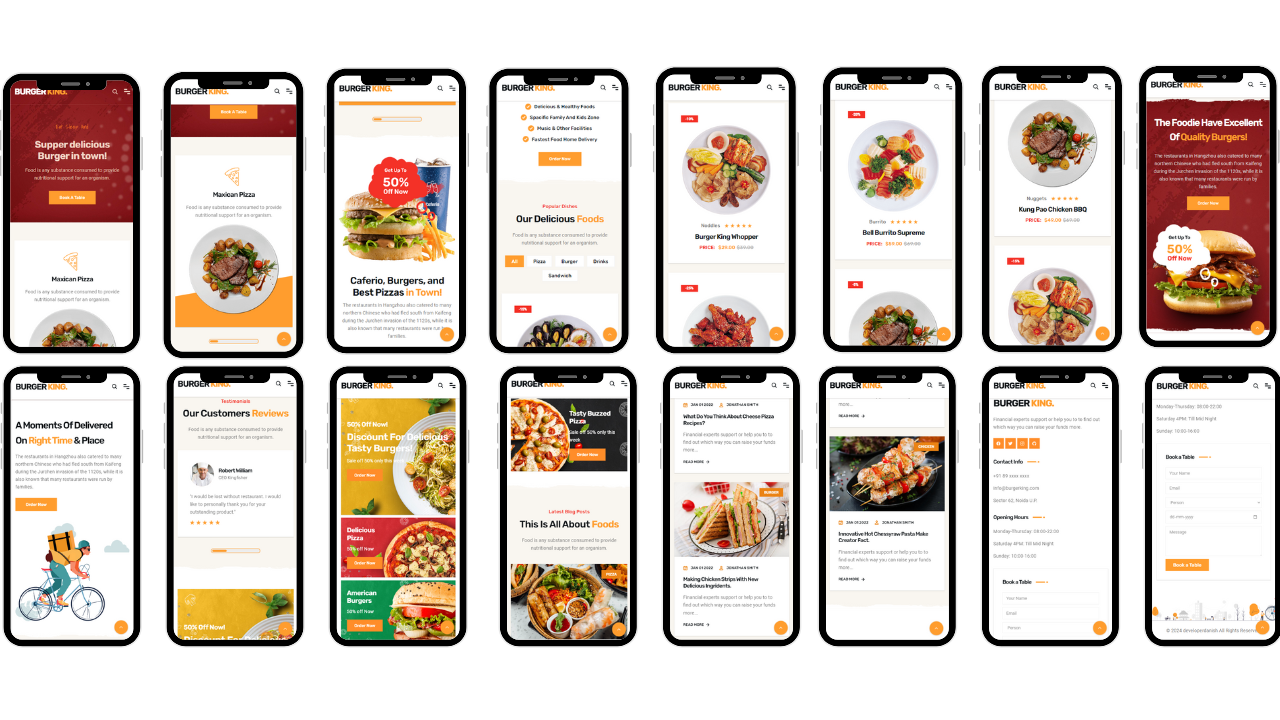 BURGER KING.
Eat Sleep And
Supper delicious
Burger in town!
Food is any substance consumed to provide
nutritional support for an organism.
Book A Table
Maxican Pizza
Food is any substance consumed to provide
nutritional support for an organism.
BURGER KING.
Book A Table
Maxican Pizza
Food is any substance consumed to provide
nutritional support for an organism.
BURGER KING.
Get Up To
50%
Off Now
Caferio
Caferio, Burgers, and
Best Pizzas in Town!
The restaurants in Hangzhou also catered to many
northern Chinese who had fled south from Kaifeng
during the Jurchen invasion of the 1120s, while it is
also known that many restaurants were run by
families.
BURGER KING.
Delicious & Healthy Foods
Spacific Family And Kids Zone
Music & Other Facilities
Fastest Food Home Delivery
Order Now
Popular Dishes
Our Delicious Foods
Food is any substance consumed to provide
nutritional support for an organism.
All
Pizza
Burger
Drinks
Sandwich
-10%
BURGER KING.
-10%
Noddles
Burger King Whopper
PRICE: $39.00 $59.00
-25%
BURGER KING.
Burrito
Bell Burrito Supreme
PRICE: $59.00 $69.00
-5%
BURGER KING.
Nuggets
Kung Pao Chicken BBQ
PRICE: $49.00 $69.00
-15%
BURGER KING.
The Foodie Have Excellent
Of Quality Burgers!
The restaurants in Hangzhou also catered to many
northern Chinese who had fled south from Kaifeng
during the Jurchen invasion of the 1120s, where it is
also known that many restaurants were run by
families.
Order Now
Get Up To
50%
Off Now
BURGER KING.
A Moments Of Delivered
On Right Time & Place
The restaurants in Hangzhou also catered to many
northern Chinese who had fled south from Kaifeng
during the Jurchen invasion of the 1120s, while it is
also known that many restaurants were run by
families.
Order Now
BURGER KING.
Testimonials
Our Customers Reviews
Food is any substance consumed to provide
nutritional support for an organism.
Robert William
CEO Kingfisher
"I would be lost without restaurant. I would
like to personally thank you for your
outstanding product."
50% Off Now!
Discount For Delicious
BURGER KING.
50% Off Now!
Discount For Delicious
Tasty Burgers!
Sale off 50% only this week
Order Now
Delicious
Pizza
50% off Now
Order Now
American
Burgers
50% off Now
Order Now
BURGER KING.
Tasty Buzzed
Pizza
Sale off 50% only this
week
Order Now
Latest Blog Posts
This Is All About Foods
Food is any substance consumed to provide
nutritional support for an organism.
PIZZA
BURGER KING.
JAN 01 2022 JONATHAN SMITH
What Do You Think About Cheese Pizza
Recipes?
Financial experts support or help you to to
find out which way you can raise your funds
more...
READ MORE
BURGER
JAN 01 2022 JONATHAN SMITH
Making Chicken Strips With New
Delicious Ingridents.
Financial experts support or help you to to
find out which way you can raise your funds
more...
READ MORE
BURGER KING.
more...
READ MORE
CHICKEN
JAN 01 2022 JONATHAN SMITH
Innovative Hot Chessyraw Pasta Make
Creator Fact.
Financial experts support or help you to to
find out which way you can raise your funds
more...
READ MORE
BURGER KING.
BURGER KING.
Financial experts support or help you to to find out
which way you can raise your funds more.
Contact Info
+91 89 xxxx xxxx
info@burgerking.com
Sector 62, Noida U.P
Opening Hours
Monday-Thursday: 08:00-22:00
Saturday 4PM: Till Mid Night
Sunday: 10:00-16:00
Book a Table
Your Name
Email
Person
BURGER KING.
Monday-Thursday: 08:00-22:00
Saturday 4PM: Till Mid Night
Sunday: 10:00-16:00
Book a Table
Your Name
Email
Person
dd-mm-yyyy
Message
Book a Table